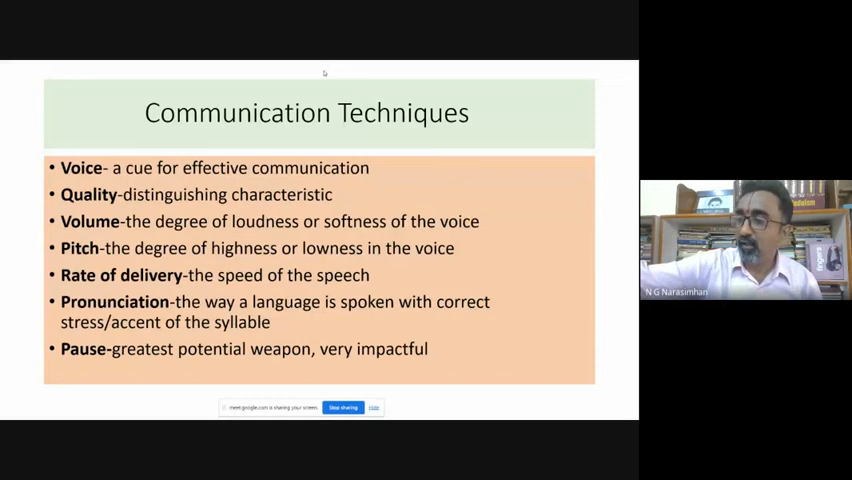 Communication Techniques
• Voice- a cue for effective communication
• Quality-distinguishing characteristic
• Volume-the degree of loudness or softness of the voice
• Pitch-the degree of highness or lowness in the voice
• Rate of delivery-the speed of the speech
• Pronunciation-the way a language is spoken with correct
stress/accent of the syllable
• Pause-greatest potential weapon, very impactful
meet.google.com is sharing your screen. Stop sharing Hide
N G Narasimhan
fingers